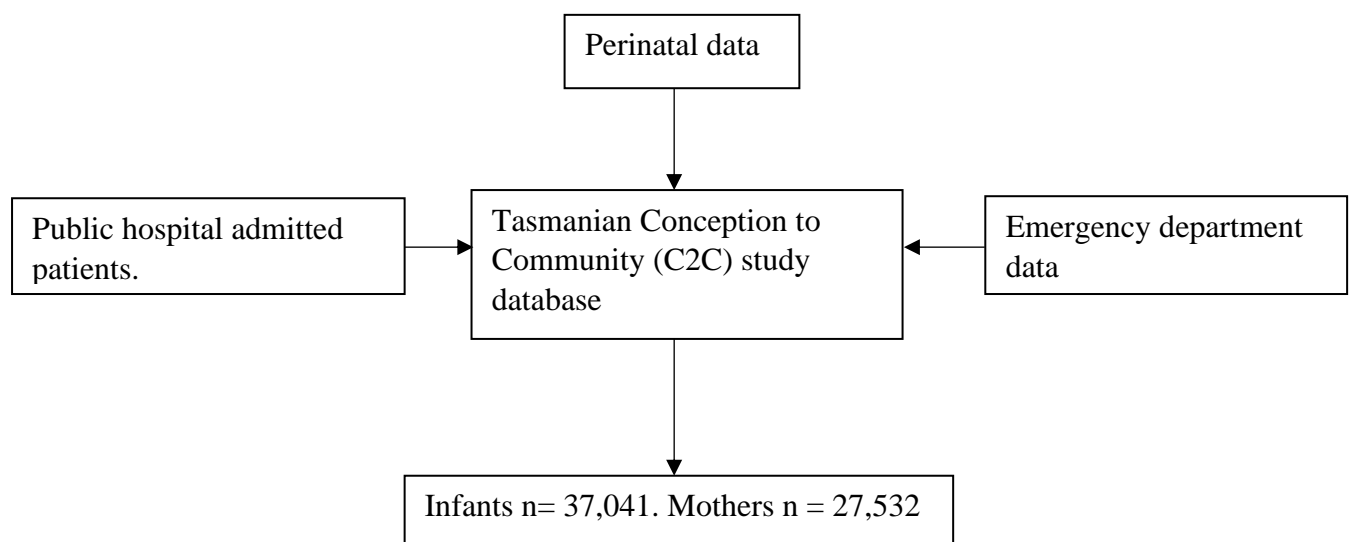 Perinatal data
Public hospital admitted
patients.
Tasmanian Conception to
Community (C2C) study
database
Emergency department
data
Infants n= 37,041. Mothers n = 27,532